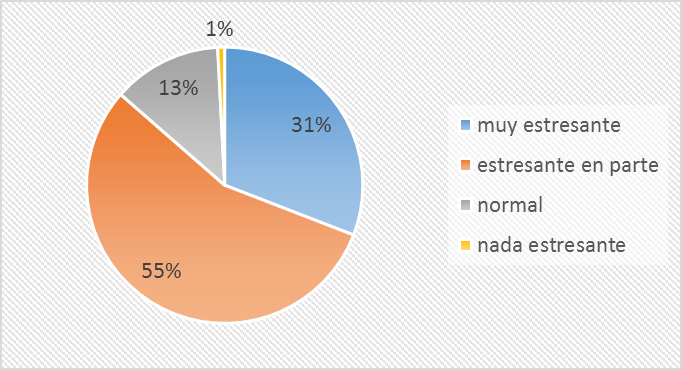 1%
13%
31%
55%
muy estresante
estresante en parte
normal
nada estresante